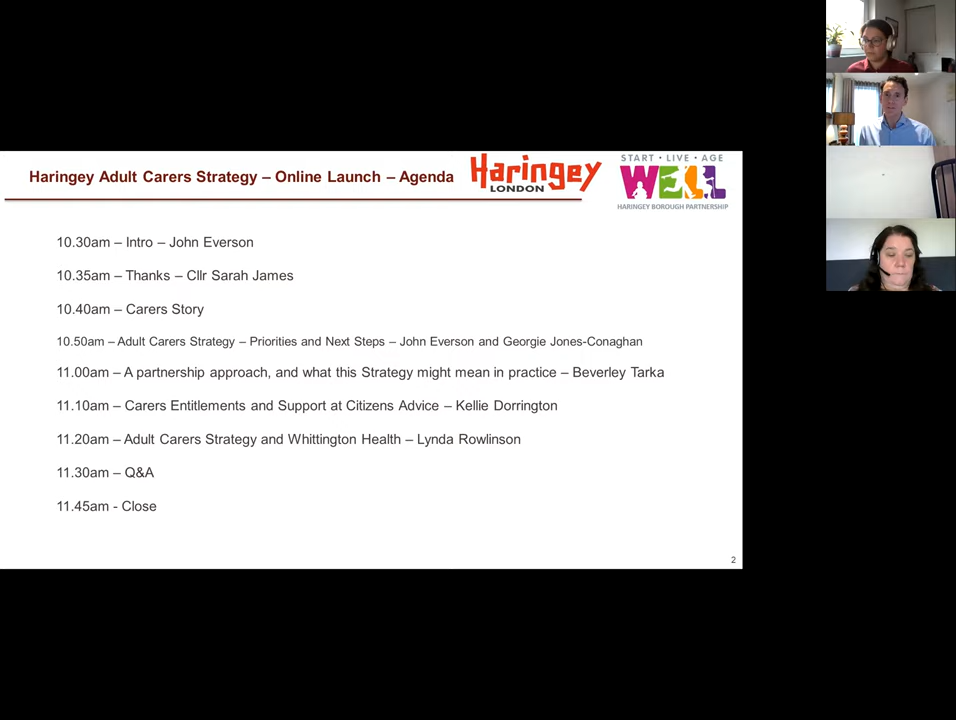 Haringey Adult Carers Strategy – Online Launch – Agenda
Haringey
LONDON
START • LIVE • AGE
WELL
HARINGEY BOROUGH PARTNERSHIP
10.30am – Intro – John Everson
10.35am – Thanks – Cllr Sarah James
10.40am – Carers Story
10.50am – Adult Carers Strategy – Priorities and Next Steps – John Everson and Georgie Jones-Conaghan
11.00am – A partnership approach, and what this Strategy might mean in practice – Beverley Tarka
11.10am – Carers Entitlements and Support at Citizens Advice – Kellie Dorrington
11.20am – Adult Carers Strategy and Whittington Health – Lynda Rowlinson
11.30am – Q&A
11.45am - Close
2